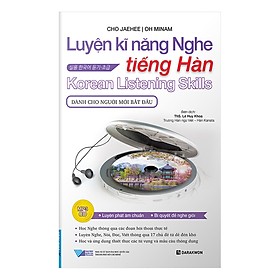 CHO JAEHEE | OH MINAM
Luyện kĩ năng Nghe
실용 한국어 듣기·초급
tiếng Hàn
Korean Listening Skills
DÀNH CHO NGƯỜI MỚI BẮT ĐẦU
Biên dịch:
ThS. Lê Huy Khoa
Trường Hàn ngữ Việt - Hàn Kanata
MP3
• Luyện phát âm chuẩn
• Bí quyết để nghe giỏi
• Học Nghe thông qua các đoạn hội thoại thực tế
• Luyện Nghe, Nói, Đọc, Viết thông qua 17 chủ đề từ dễ đến khó
• Học và ứng dụng thiết thực các từ vựng và mẫu câu thông dụng
DARAKWON